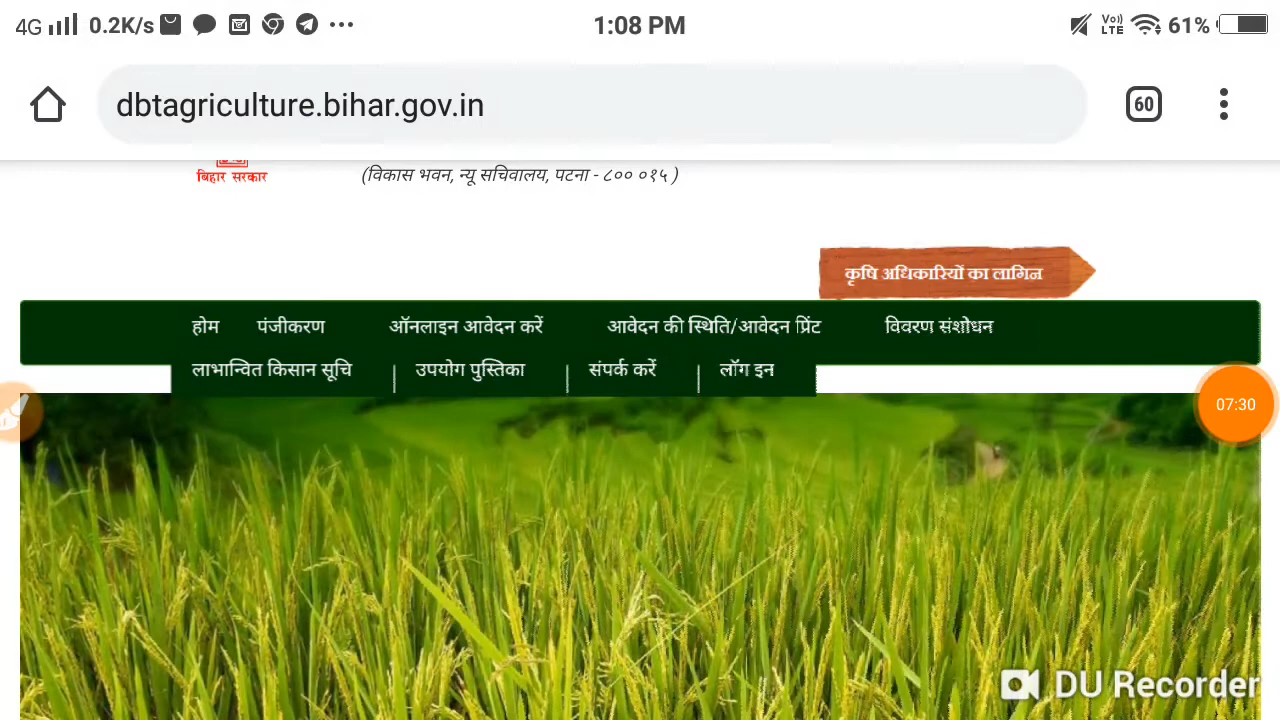 4G 0.2K/s 1:08 PM Vo)) LTE 61%
dbtagriculture.bihar.gov.in 60
बिहार सरकार (विकास भवन, न्यू सचिवालय, पटना - ८०० ०१५ )
कृषि अधिकारियों का लागिन
होम पंजीकरण ऑनलाइन आवेदन करें आवेदन की स्थिति/आवेदन प्रिंट विवरण संशोधन
लाभान्वित किसान सूचि उपयोग पुस्तिका संपर्क करें लॉग इन
07:30
DU Recorder